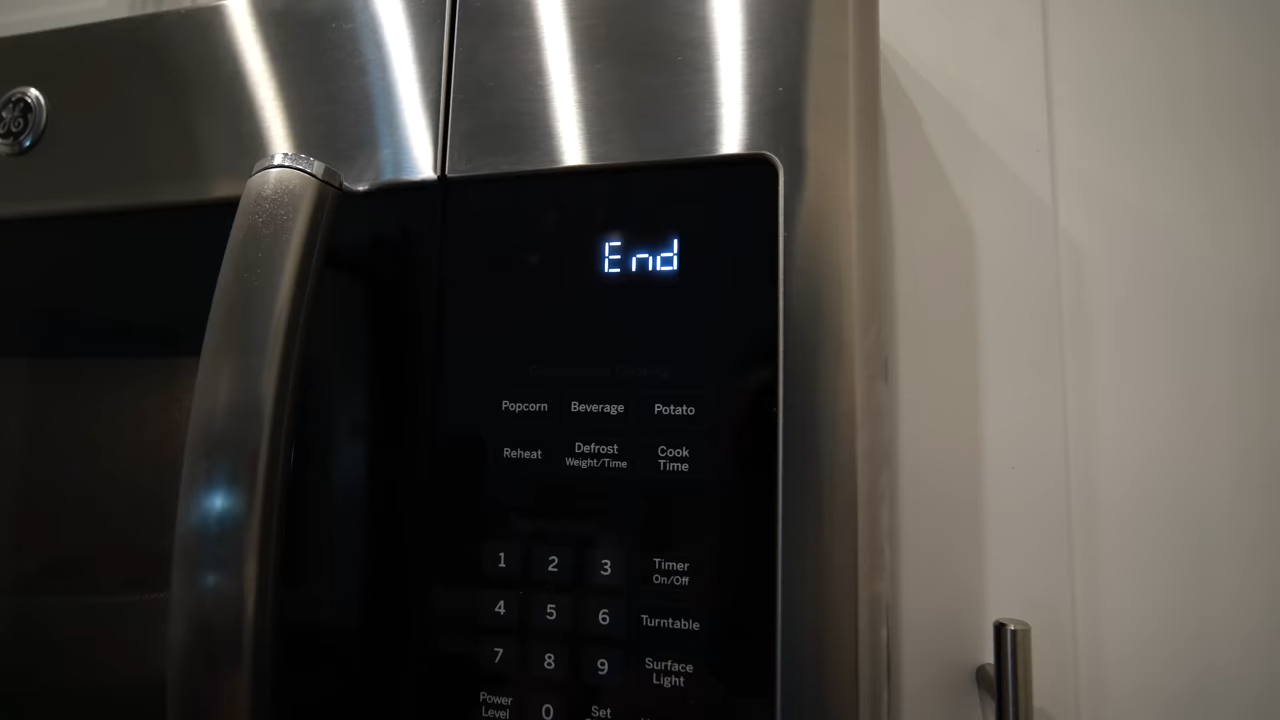 End
Popcorn Beverage Potato
Reheat Defrost Weight/Time Cook Time
1 2 3 Timer On/Off
4 5 6 Turntable
7 8 9 Surface Light
Power Level 0 Set